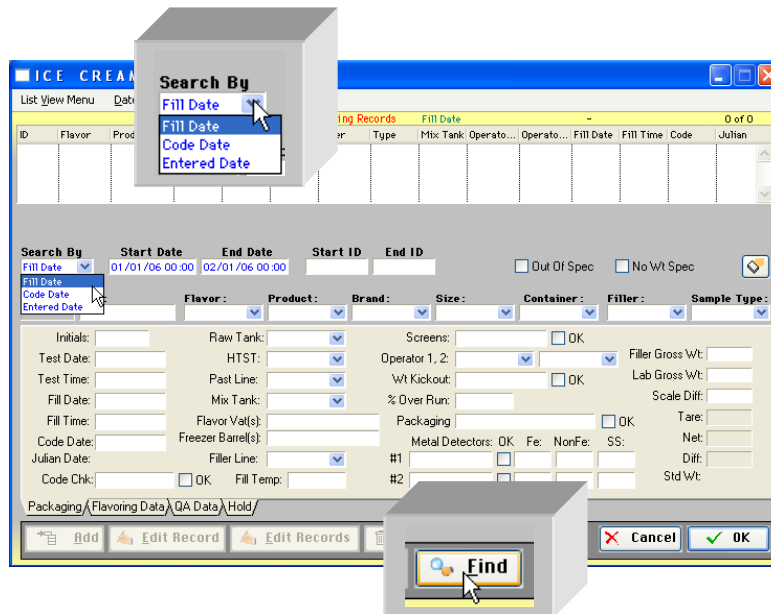 Search By
Fill Date
Fill Date
Code Date
Entered Date
ICE CREAM
List View Menu Date
ing Records Fill Date - 0 of 0
ID Flavor Prod er Type Mix Tank Operato... Operato... Fill Date Fill Time Code Julian
Search By Start Date End Date Start ID End ID
Fill Date 01/01/06 00:00 02/01/06 00:00 Out Of Spec No Wt Spec
Fill Date
Code Date
Entered Date
Flavor: Product: Brand: Size: Container: Filler: Sample Type:
Initials: Raw Tank: Screens: OK
Test Date: HTST: Operator 1, 2: Filler Gross Wt:
Test Time: Past Line: Wt Kickout: OK Lab Gross Wt:
Fill Date: Mix Tank: % Over Run: Scale Diff:
Fill Time: Flavor Vat(s): Packaging OK Tare:
Code Date: Freezer Barrel(s): Metal Detectors: OK Fe: NonFe: SS: Net:
Julian Date: Filler Line: #1 Diff:
Code Chk: OK Fill Temp: #2 Std Wt:
Packaging Flavoring Data QA Data Hold
Add Edit Record Edit Records Cancel OK
Find